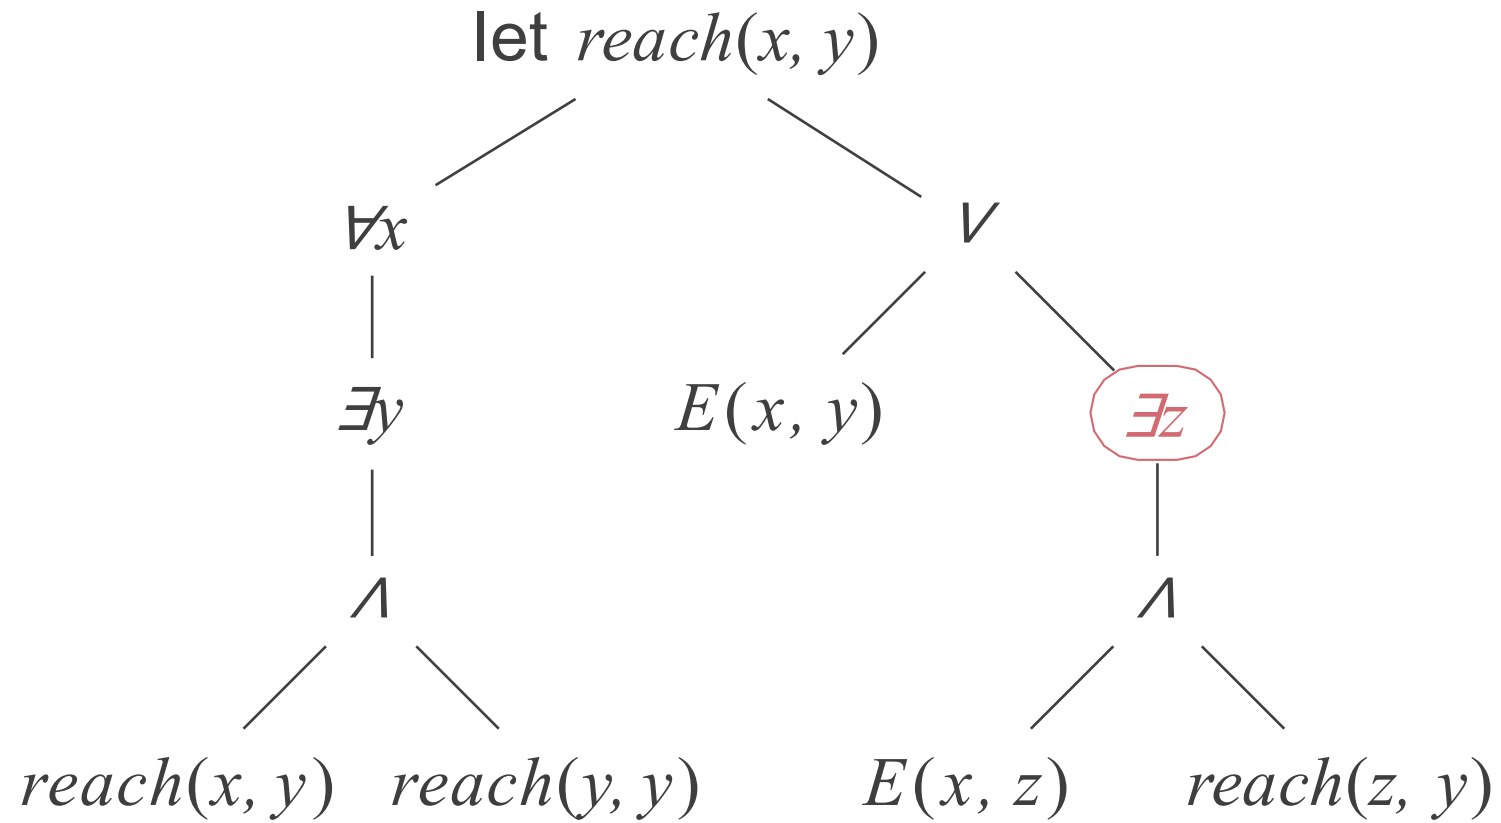 let reach(x, y)
∀x ∨
∃y E(x, y) ∃z
∧ ∧
reach(x, y) reach(y, y) E(x, z) reach(z, y)